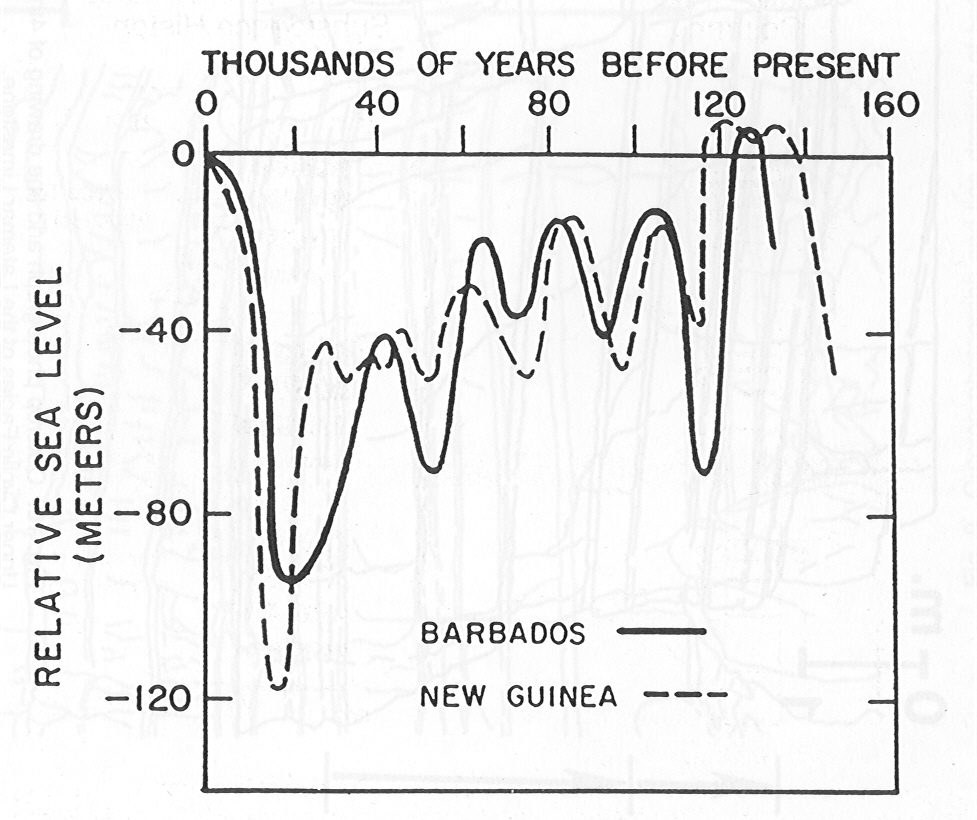 THOUSANDS OF YEARS BEFORE PRESENT
0 40 80 120 160
0
−40
−80
−120
RELATIVE SEA LEVEL
(METERS)
BARBADOS
NEW GUINEA